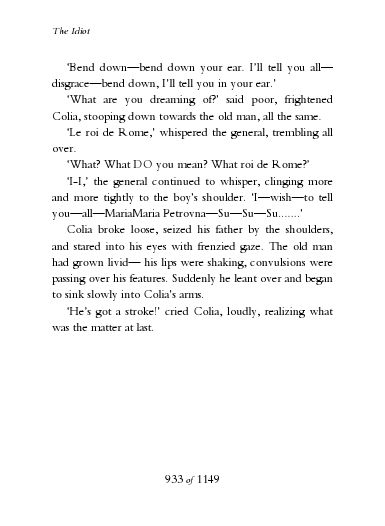 The Idiot
‘Bend down—bend down your ear. I’ll tell you all—
disgrace—bend down, I’ll tell you in your ear.’
‘What are you dreaming of?’ said poor, frightened
Colia, stooping down towards the old man, all the same.
‘Le roi de Rome,’ whispered the general, trembling all
over.
‘What? What DO you mean? What roi de Rome?’
‘I-I,’ the general continued to whisper, clinging more
and more tightly to the boy’s shoulder. ‘I—wish—to tell
you—all—MariaMaria Petrovna—Su—Su—Su.......’
Colia broke loose, seized his father by the shoulders,
and stared into his eyes with frenzied gaze. The old man
had grown livid— his lips were shaking, convulsions were
passing over his features. Suddenly he leant over and began
to sink slowly into Colia’s arms.
‘He’s got a stroke!’ cried Colia, loudly, realizing what
was the matter at last.
933 of 1149